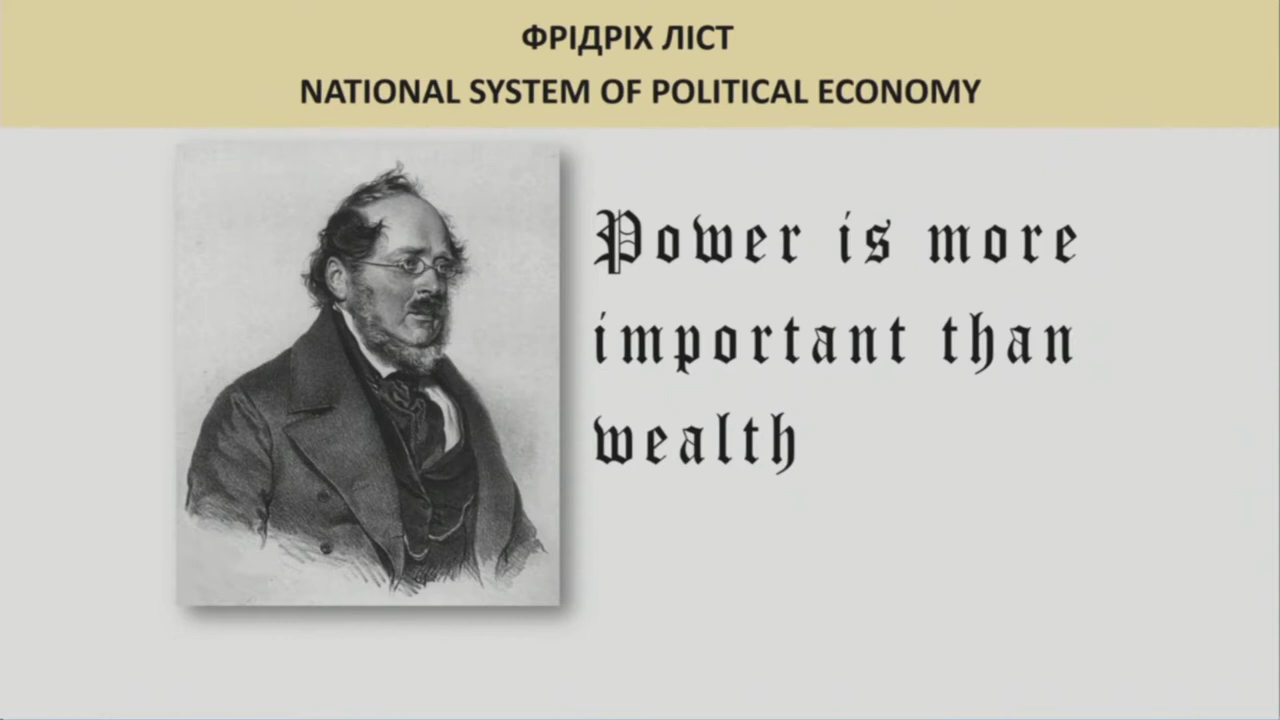 ФРІДРІХ ЛІСТ
NATIONAL SYSTEM OF POLITICAL ECONOMY
Power is more
important than
wealth